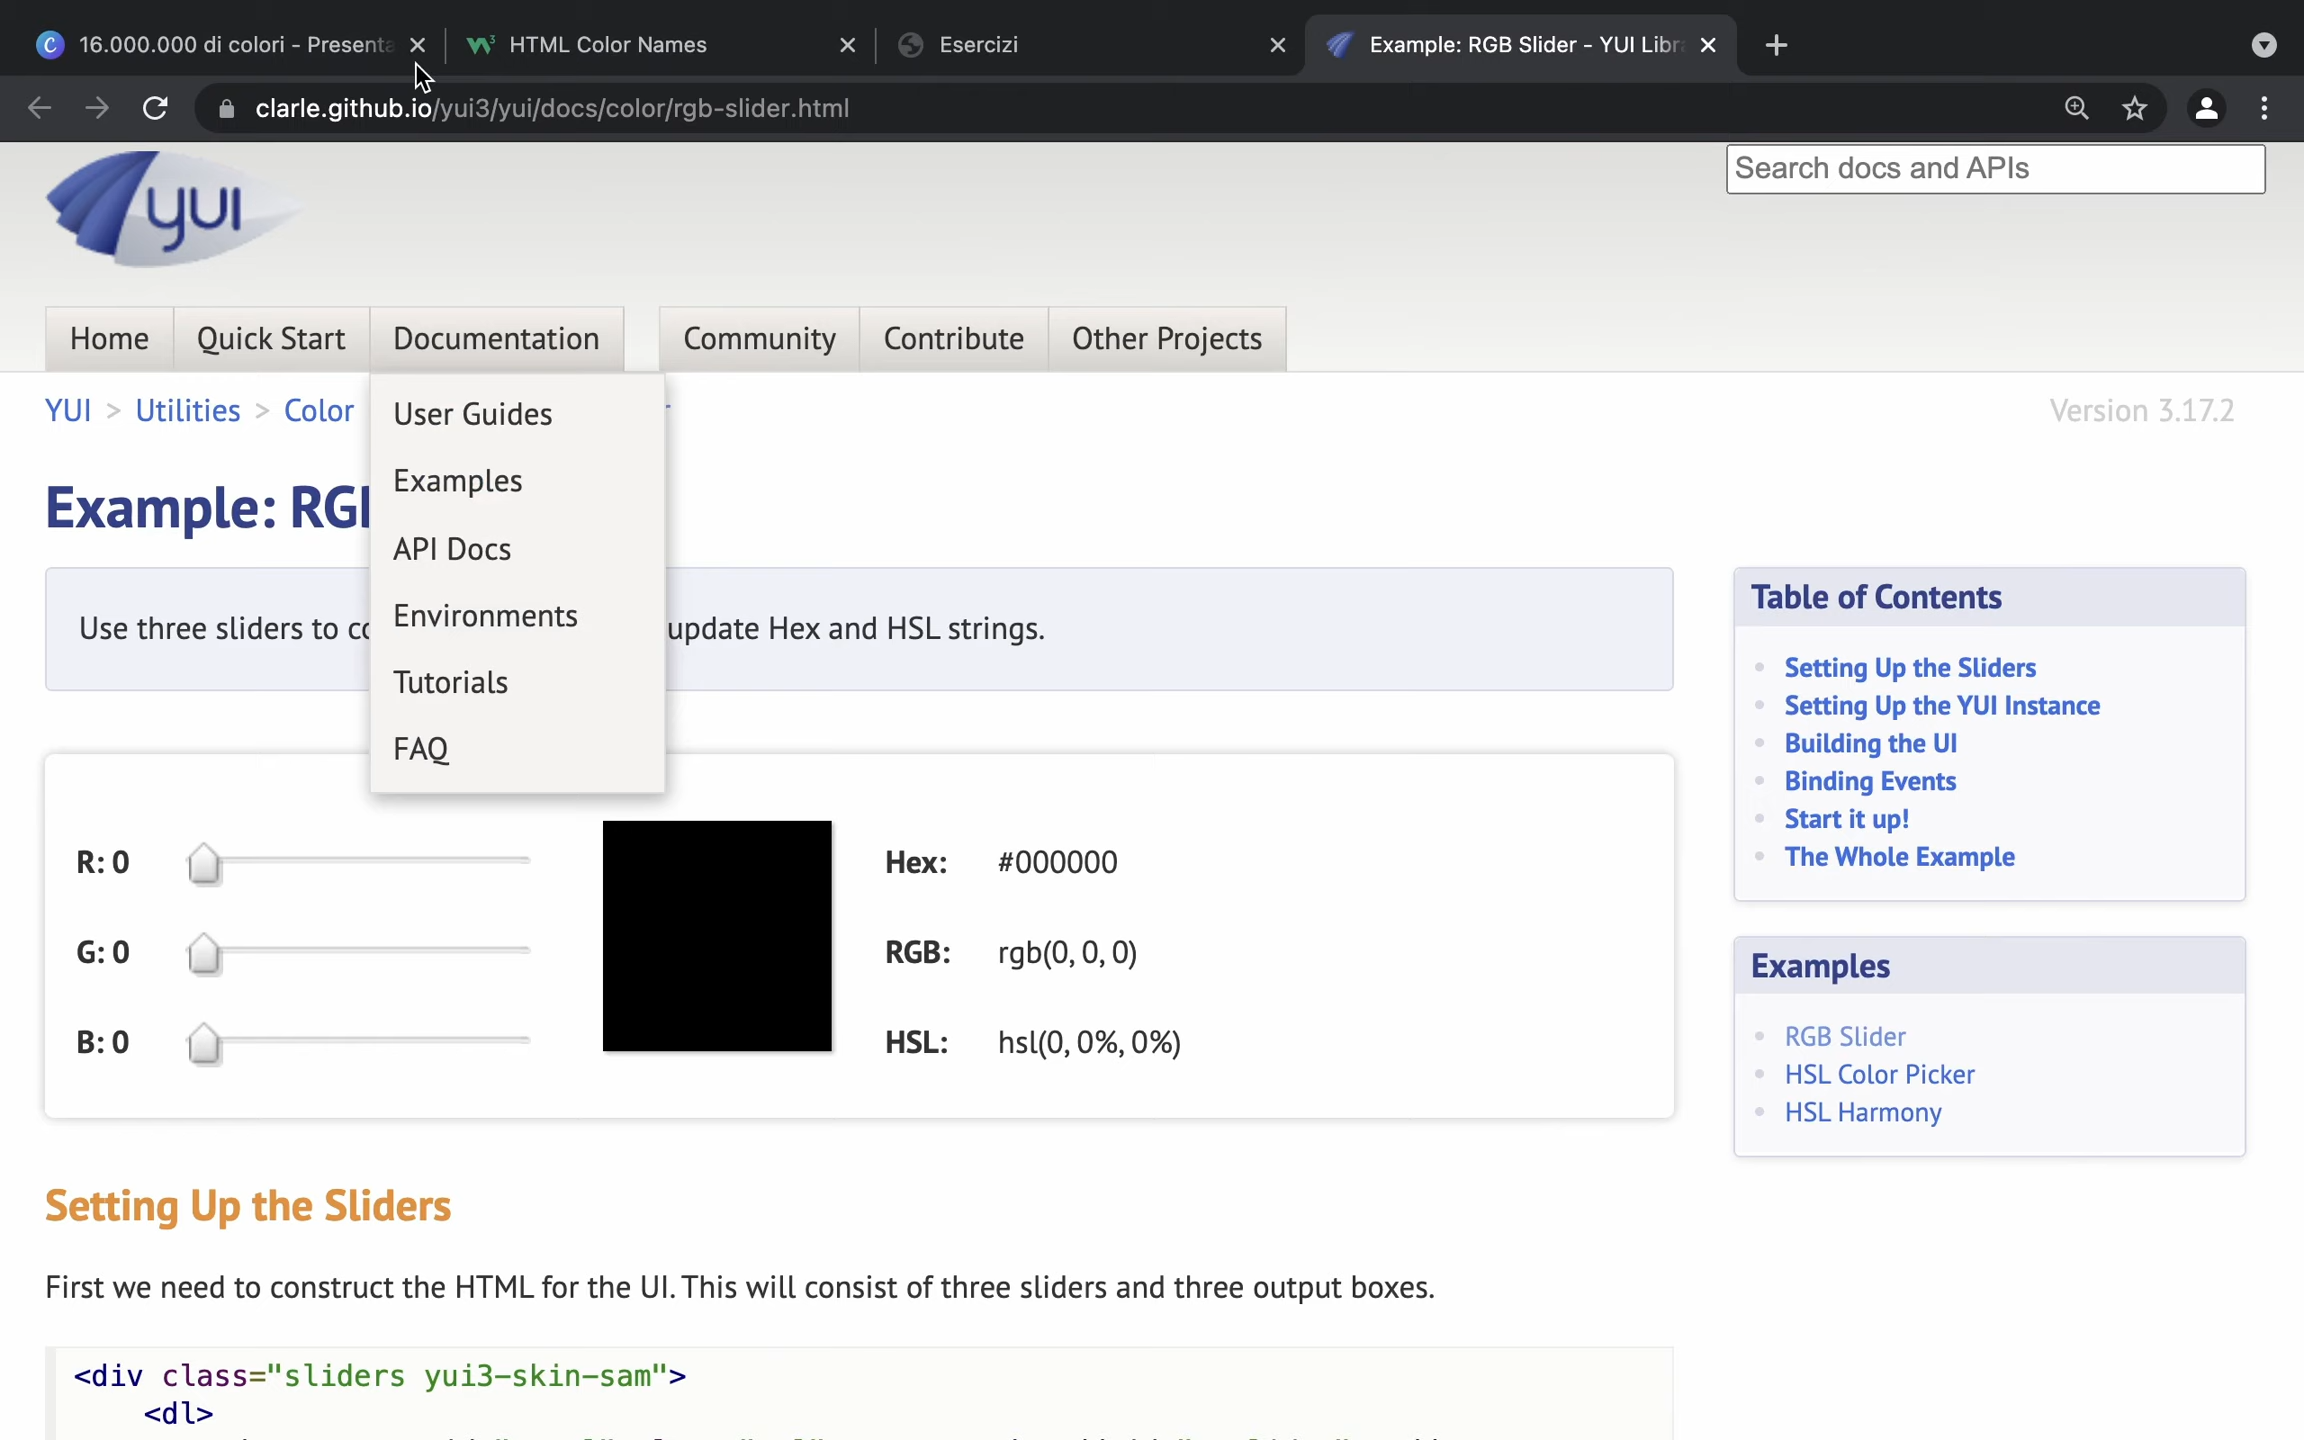 16.000.000 di colori - Presenta
HTML Color Names
Esercizi
Example: RGB Slider - YUI Libr
clarle.github.io/yui3/yui/docs/color/rgb-slider.html
yui
Search docs and APIs
Home
Quick Start
Documentation
Community
Contribute
Other Projects
YUI > Utilities > Color
Version 3.17.2
User Guides
Examples
API Docs
Environments
Tutorials
FAQ
Example: RG
Use three sliders to
update Hex and HSL strings.
R: 0
G: 0
B: 0
Hex: #000000
RGB: rgb(0, 0, 0)
HSL: hsl(0, 0%, 0%)
Table of Contents
Setting Up the Sliders
Setting Up the YUI Instance
Building the UI
Binding Events
Start it up!
The Whole Example
Examples
RGB Slider
HSL Color Picker
HSL Harmony
Setting Up the Sliders
First we need to construct the HTML for the UI. This will consist of three sliders and three output boxes.
<div class="sliders yui3-skin-sam">
<dl>